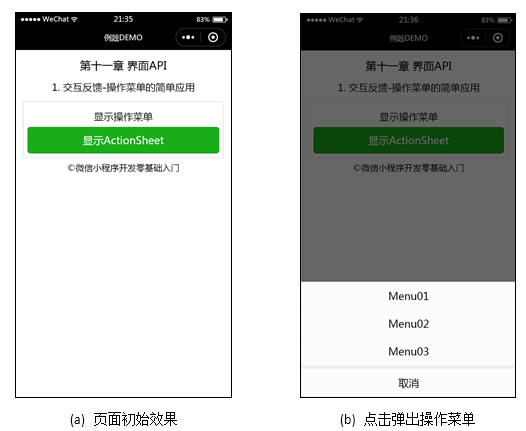 WeChat 21:35 83%
例题DEMO
第十一章 界面API
1. 交互反馈-操作菜单的简单应用
显示操作菜单
显示ActionSheet
©微信小程序开发零基础入门
(a) 页面初始效果
WeChat 21:36 83%
例题DEMO
第十一章 界面API
1. 交互反馈-操作菜单的简单应用
显示操作菜单
显示ActionSheet
©微信小程序开发零基础入门
Menu01
Menu02
Menu03
取消
(b) 点击弹出操作菜单